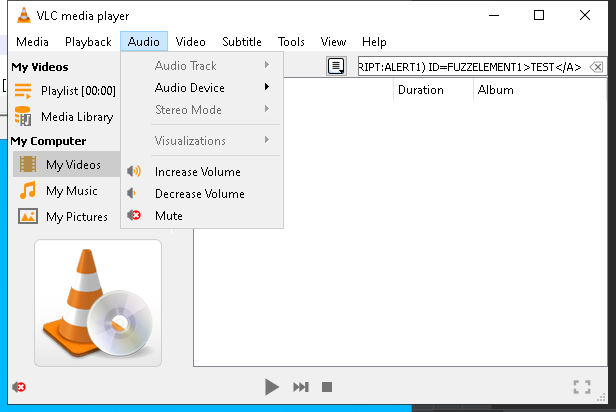 VLC media player
Media Playback Audio Video Subtitle Tools View Help
My Videos
Playlist [00:00]
Media Library
My Computer
My Videos
My Music
My Pictures
Audio Track
Audio Device
Stereo Mode
Visualizations
Increase Volume
Decrease Volume
Mute
RIPT:ALERT1) ID=FUZZELEMENT1>TEST</A>
Duration Album